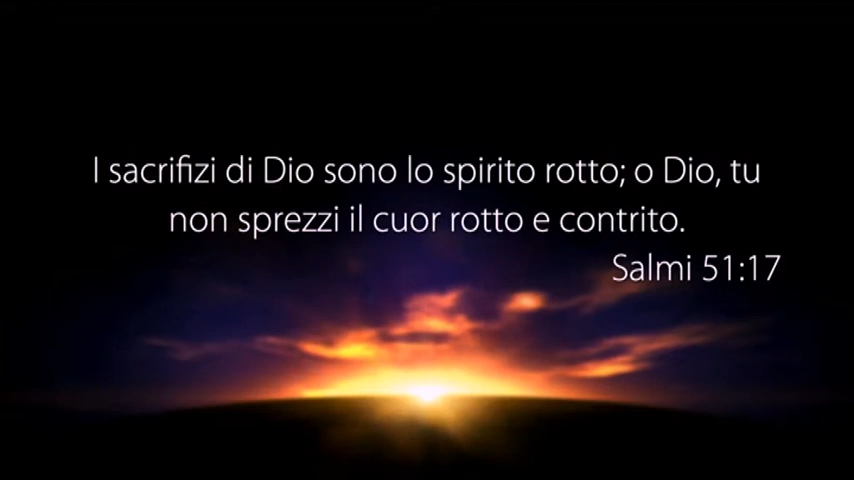 I sacrifizi di Dio sono lo spirito rotto; o Dio, tu
non sprezzi il cuor rotto e contrito.
Salmi 51:17